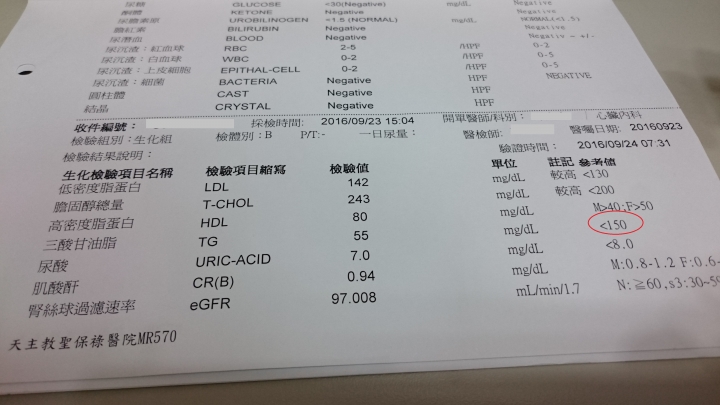 尿糖 GLUCOSE <30(Negative) mg/dL Negative
酮體 KETONE Negative Negative
尿膽素原 UROBILINOGEN <1.5 (NORMAL) mg/dL NORMAL(<1.5)
膽紅素 BILIRUBIN Negative Negative
尿潛血 BLOOD Negative Negativ - +/-
尿沉渣：紅血球 RBC 2-5 /HPF 0-2
尿沉渣：白血球 WBC 0-2 /HPF 0-5
尿沉渣：上皮細胞 EPITHAL-CELL 0-2 /HPF 0-5
尿沉渣：細菌 BACTERIA Negative /HPF NEGATIVE
圓柱體 CAST Negative HPF
結晶 CRYSTAL Negative HPF
收件編號： 採檢時間: 2016/09/23 15:04 開單醫師/科別： 心臟內科
檢驗組別：生化組 檢體別：B P/T:- 一日尿量： 醫檢師： 醫囑日期: 20160923
檢驗結果說明： 驗證時間： 2016/09/24 07:31
生化檢驗項目名稱 檢驗項目縮寫 檢驗值 單位 註記 參考值
低密度脂蛋白 LDL 142 mg/dL 較高 <130
膽固醇總量 T-CHOL 243 mg/dL 較高 <200
高密度脂蛋白 HDL 80 mg/dL M>40;F>50
三酸甘油脂 TG 55 mg/dL <150
尿酸 URIC-ACID 7.0 mg/dL <8.0
肌酸酐 CR(B) 0.94 mg/dL M:0.8-1.2 F:0.6-
腎絲球過濾速率 eGFR 97.008 mL/min/1.7 N:≧60,s3:30~59
天主教聖保祿醫院MR570